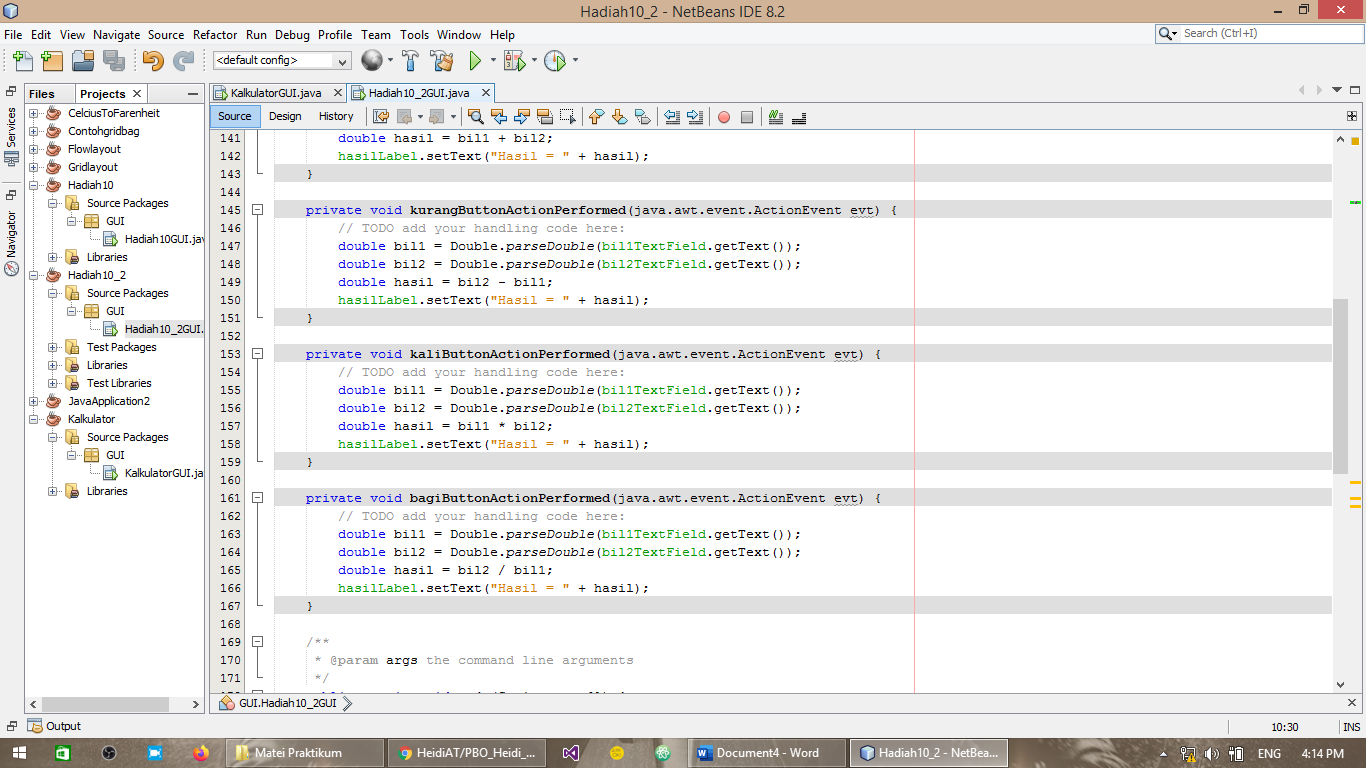 Hadiah10_2 - NetBeans IDE 8.2
File Edit View Navigate Source Refactor Run Debug Profile Team Tools Window Help
Search (Ctrl+I)
<default config>
Services
Navigator
Files Projects
CelciusToFarenheit
Contohgridbag
Flowlayout
Gridlayout
Hadiah10
Source Packages
GUI
Hadiah10GUI.jav
Libraries
Hadiah10_2
Source Packages
GUI
Hadiah10_2GUI.
Test Packages
Libraries
Test Libraries
JavaApplication2
Kalkulator
Source Packages
GUI
KalkulatorGUI.ja
Libraries
KalkulatorGUI.java Hadiah10_2GUI.java
Source Design History
141 double hasil = bil1 + bil2;
142 hasilLabel.setText("Hasil = " + hasil);
143 }
144
145 private void kurangButtonActionPerformed(java.awt.event.ActionEvent evt) {
146 // TODO add your handling code here:
147 double bil1 = Double.parseDouble(bil1TextField.getText());
148 double bil2 = Double.parseDouble(bil2TextField.getText());
149 double hasil = bil2 - bil1;
150 hasilLabel.setText("Hasil = " + hasil);
151 }
152
153 private void kaliButtonActionPerformed(java.awt.event.ActionEvent evt) {
154 // TODO add your handling code here:
155 double bil1 = Double.parseDouble(bil1TextField.getText());
156 double bil2 = Double.parseDouble(bil2TextField.getText());
157 double hasil = bil1 * bil2;
158 hasilLabel.setText("Hasil = " + hasil);
159 }
160
161 private void bagiButtonActionPerformed(java.awt.event.ActionEvent evt) {
162 // TODO add your handling code here:
163 double bil1 = Double.parseDouble(bil1TextField.getText());
164 double bil2 = Double.parseDouble(bil2TextField.getText());
165 double hasil = bil2 / bil1;
166 hasilLabel.setText("Hasil = " + hasil);
167 }
168
169 /**
170 * @param args the command line arguments
171 */
GUI.Hadiah10_2GUI
Output
10:30 INS
Matei Praktikum HeidiAT/PBO_Heidi_... Document4 - Word Hadiah10_2 - NetBea... ENG 4:14 PM